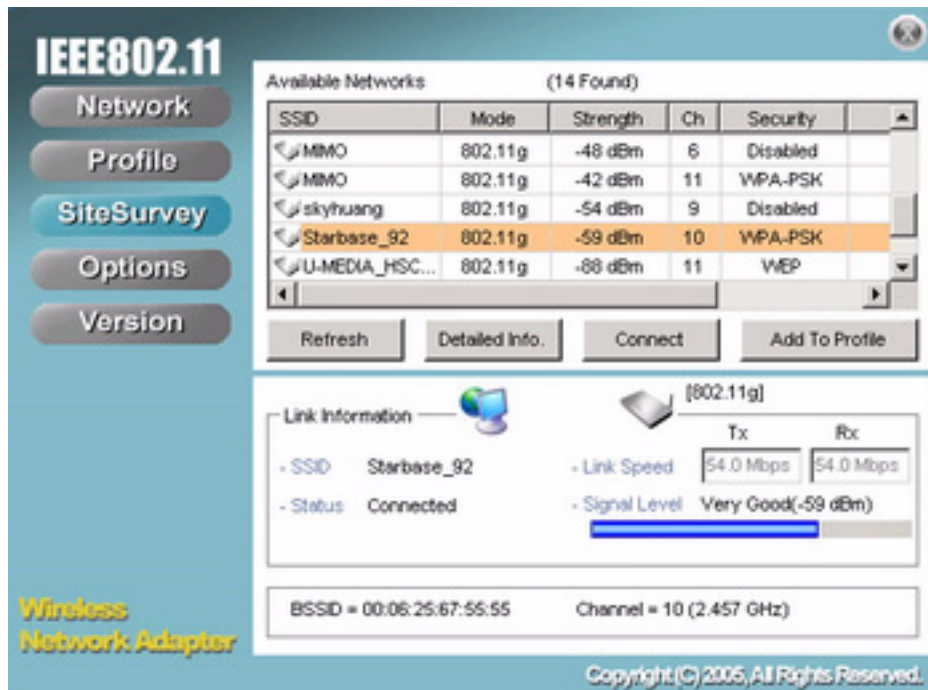 IEEE802.11
Network
Profile
SiteSurvey
Options
Version
Wireless
Network Adapter
Available Networks (14 Found)
SSID Mode Strength Ch Security
MIMO 802.11g -48 dBm 6 Disabled
MIMO 802.11g -42 dBm 11 WPA-PSK
skyhuang 802.11g -54 dBm 9 Disabled
Starbase_92 802.11g -59 dBm 10 WPA-PSK
U-MEDIA_HSC... 802.11g -88 dBm 11 WEP
Refresh Detailed Info. Connect Add To Profile
Link Information [802.11g]
Tx Rx
- SSID Starbase_92 - Link Speed 54.0 Mbps 54.0 Mbps
- Status Connected - Signal Level Very Good(-59 dBm)
BSSID = 00:06:25:67:55:55 Channel = 10 (2.457 GHz)
Copyright (C) 2005, All Rights Reserved.